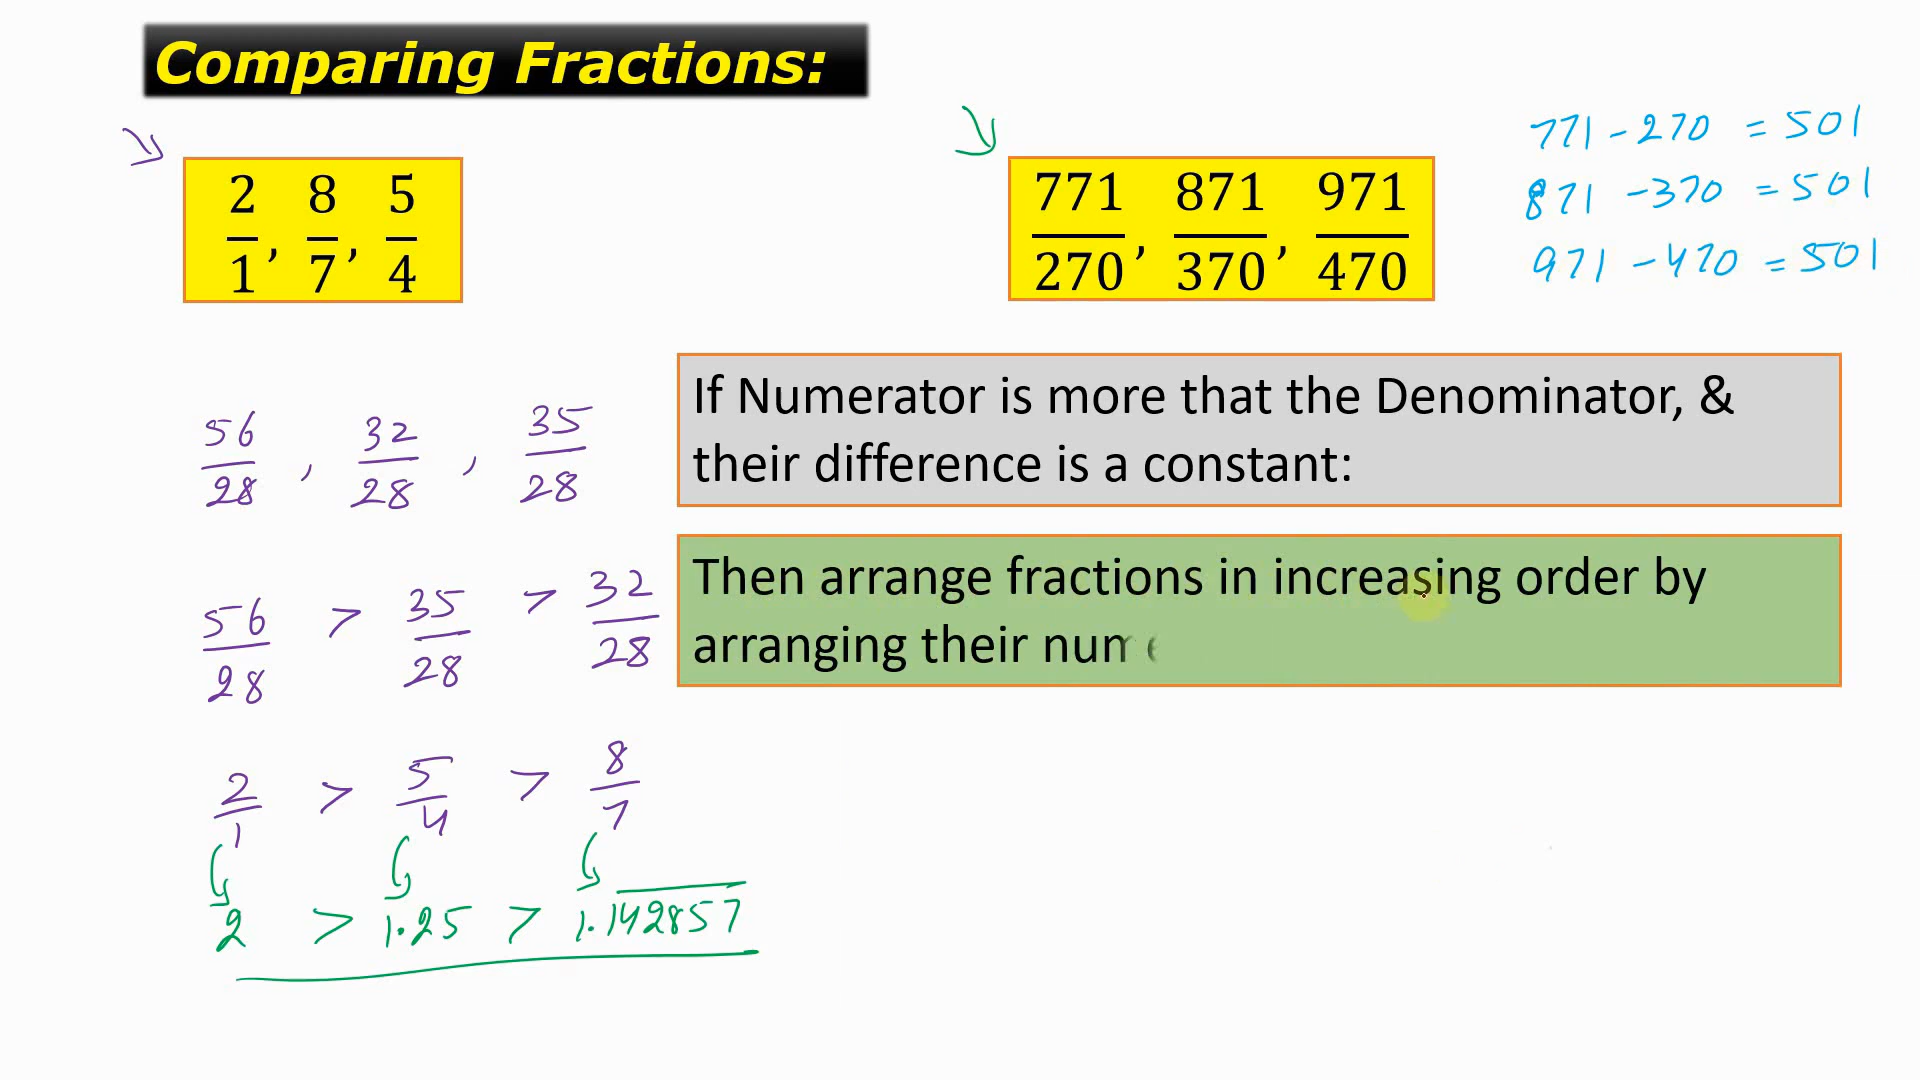 Comparing Fractions:
2/1, 8/7, 5/4
771/270, 871/370, 971/470
771 - 270 = 501
871 - 370 = 501
971 - 470 = 501
If Numerator is more that the Denominator, &
their difference is a constant:
Then arrange fractions in increasing order by
arranging their num
56/28 , 32/28 , 35/28
56/28 > 35/28 > 32/28
2/1 > 5/4 > 8/7
2 > 1.25 > 1.142857